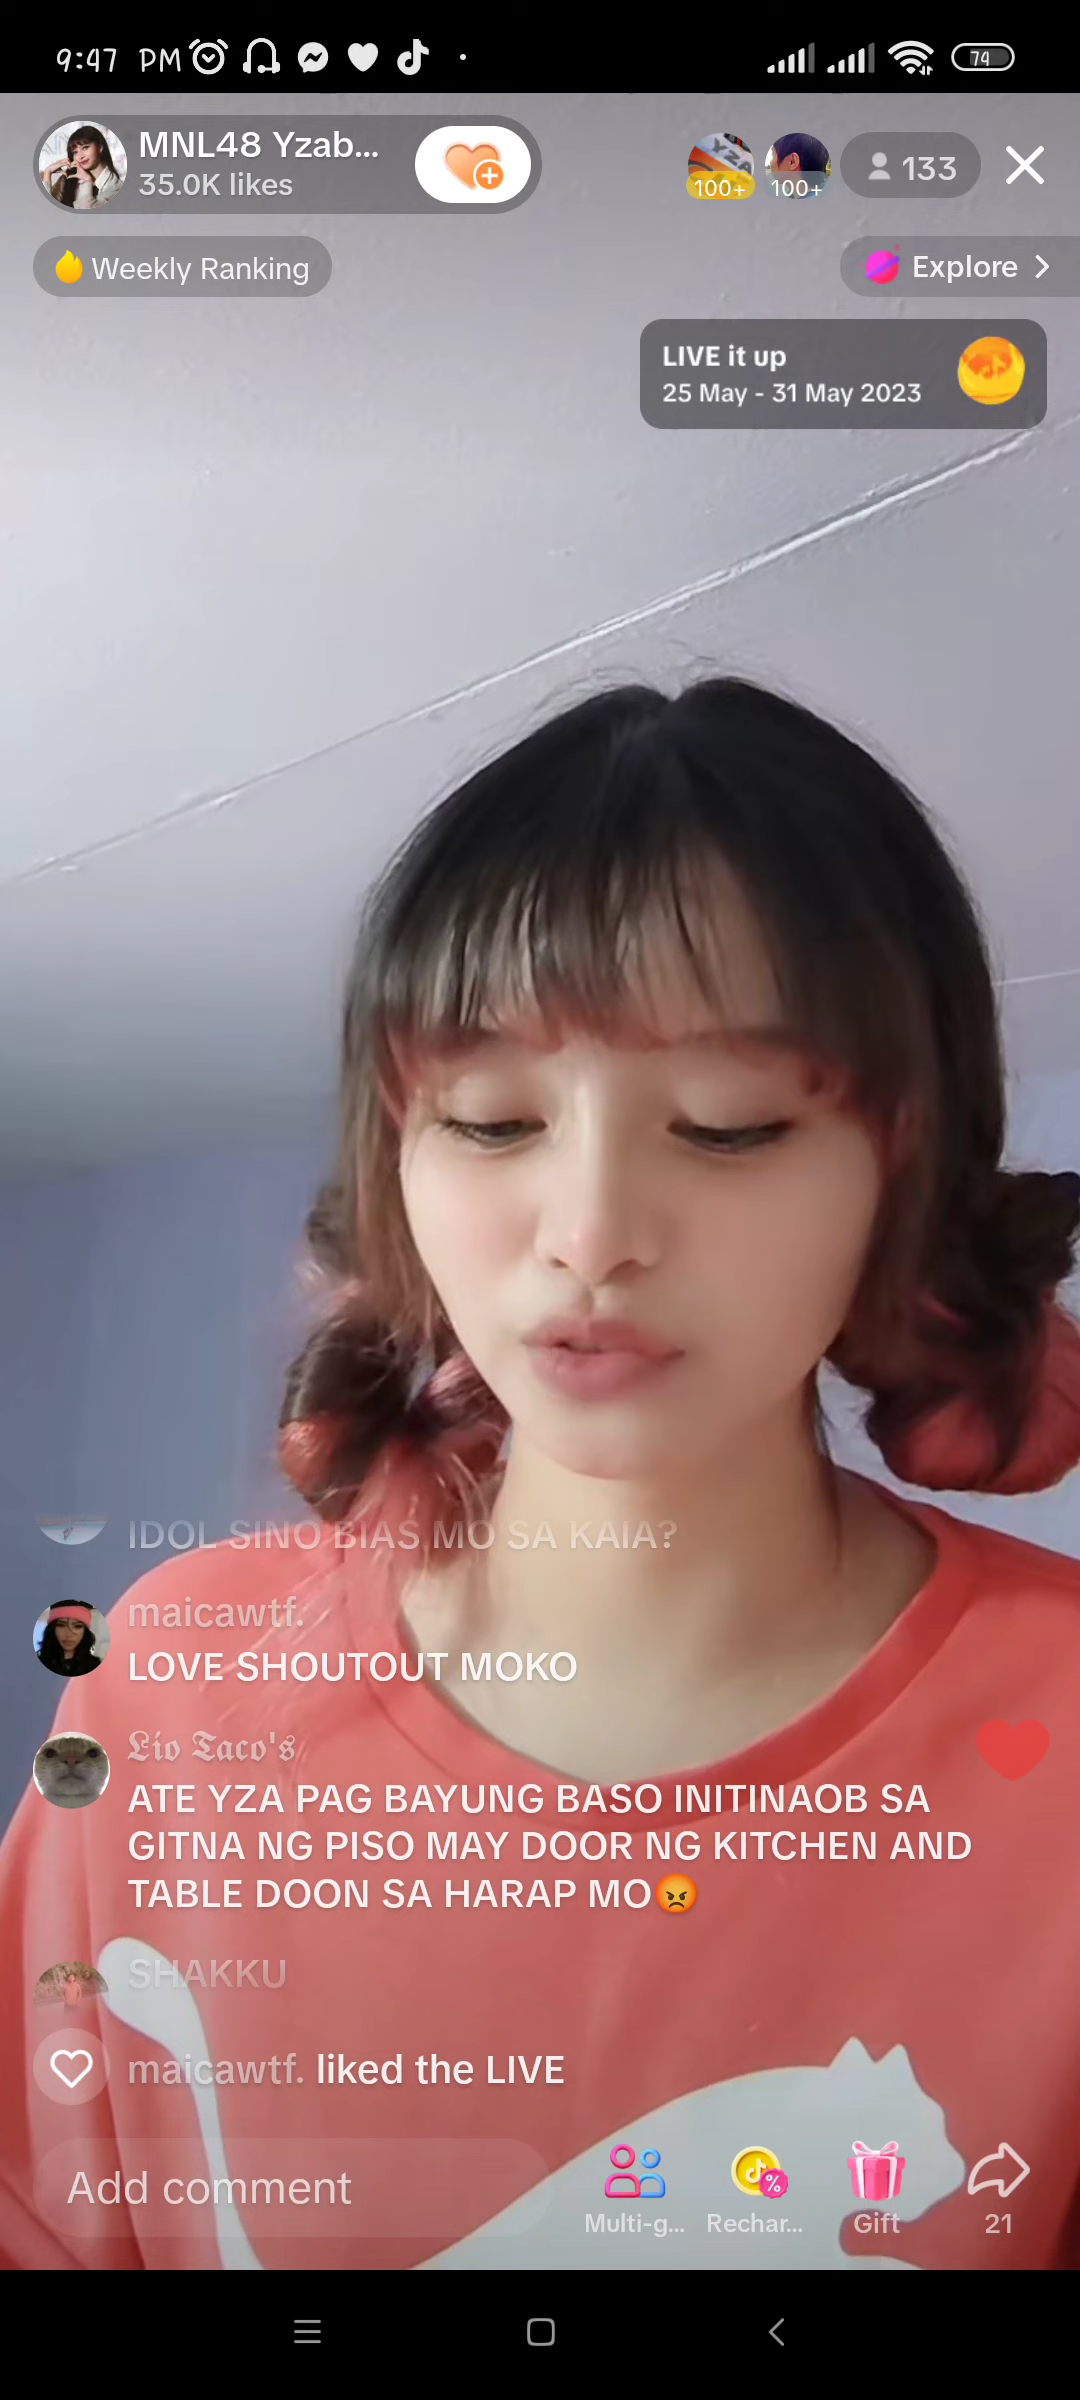 9:47 PM
74
MNL48 Yzab...
35.0K likes
100+
100+
133
Weekly Ranking
Explore
LIVE it up
25 May - 31 May 2023
IDOL SINO BIAS MO SA KAIA?
maicawtf.
LOVE SHOUTOUT MOKO
𝕷𝖎𝖔 𝕿𝖆𝖈𝖔'𝖘
ATE YZA PAG BAYUNG BASO INITINAOB SA
GITNA NG PISO MAY DOOR NG KITCHEN AND
TABLE DOON SA HARAP MO😡
SHAKKU
maicawtf. liked the LIVE
Add comment
Multi-g...
Rechar...
Gift
21